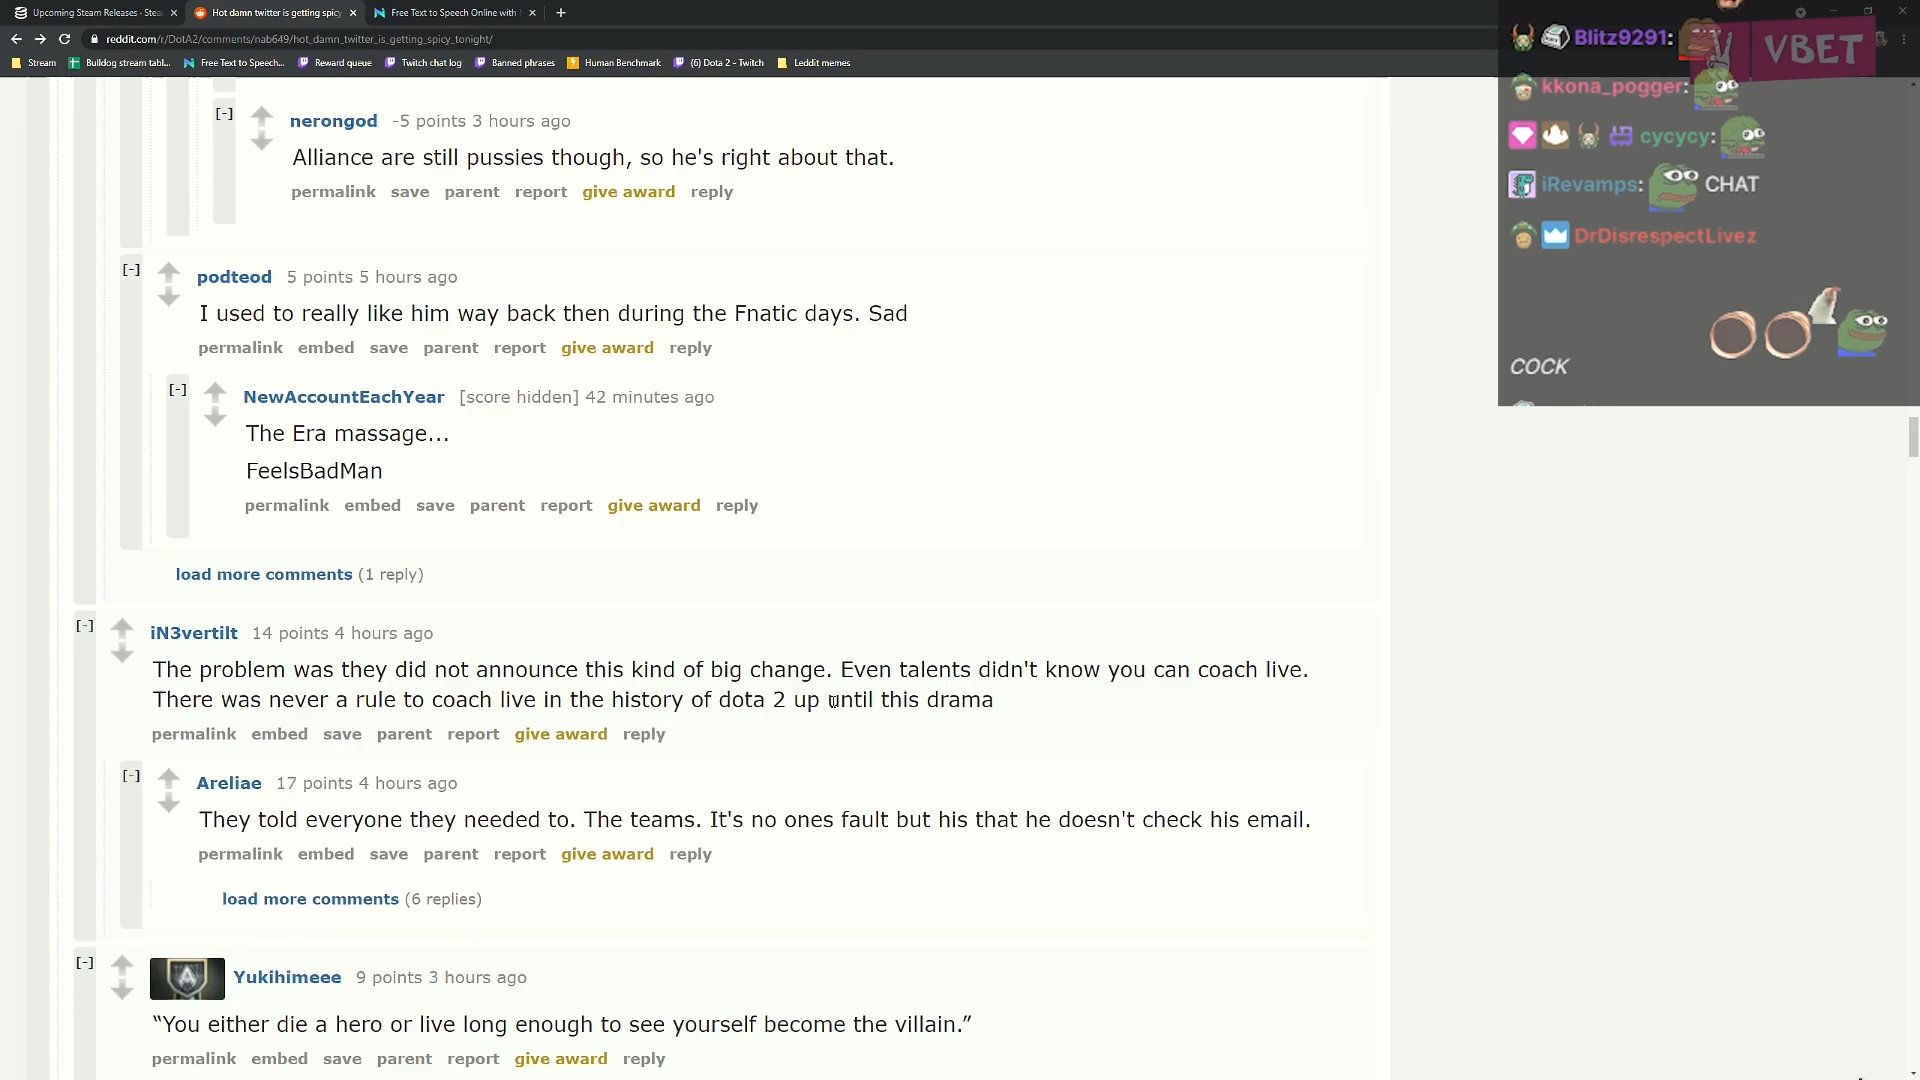 Upcoming Steam Releases · Stea
Hot damn twitter is getting spicy
Free Text to Speech Online with
reddit.com/r/DotA2/comments/nab649/hot_damn_twitter_is_getting_spicy_tonight/
Stream
Bulldog stream tabl...
Free Text to Speech...
Reward queue
Twitch chat log
Banned phrases
Human Benchmark
(6) Dota 2 - Twitch
Leddit memes
Blitz9291:
VBET
kkona_pogger:
cycycy:
iRevamps: CHAT
DrDisrespectLivez
COCK
[-] nerongod -5 points 3 hours ago
Alliance are still pussies though, so he's right about that.
permalink save parent report give award reply
[-] podteod 5 points 5 hours ago
I used to really like him way back then during the Fnatic days. Sad
permalink embed save parent report give award reply
[-] NewAccountEachYear [score hidden] 42 minutes ago
The Era massage...
FeelsBadMan
permalink embed save parent report give award reply
load more comments (1 reply)
[-] iN3vertilt 14 points 4 hours ago
The problem was they did not announce this kind of big change. Even talents didn't know you can coach live.
There was never a rule to coach live in the history of dota 2 up until this drama
permalink embed save parent report give award reply
[-] Areliae 17 points 4 hours ago
They told everyone they needed to. The teams. It's no ones fault but his that he doesn't check his email.
permalink embed save parent report give award reply
load more comments (6 replies)
[-] Yukihimeee 9 points 3 hours ago
“You either die a hero or live long enough to see yourself become the villain.”
permalink embed save parent report give award reply